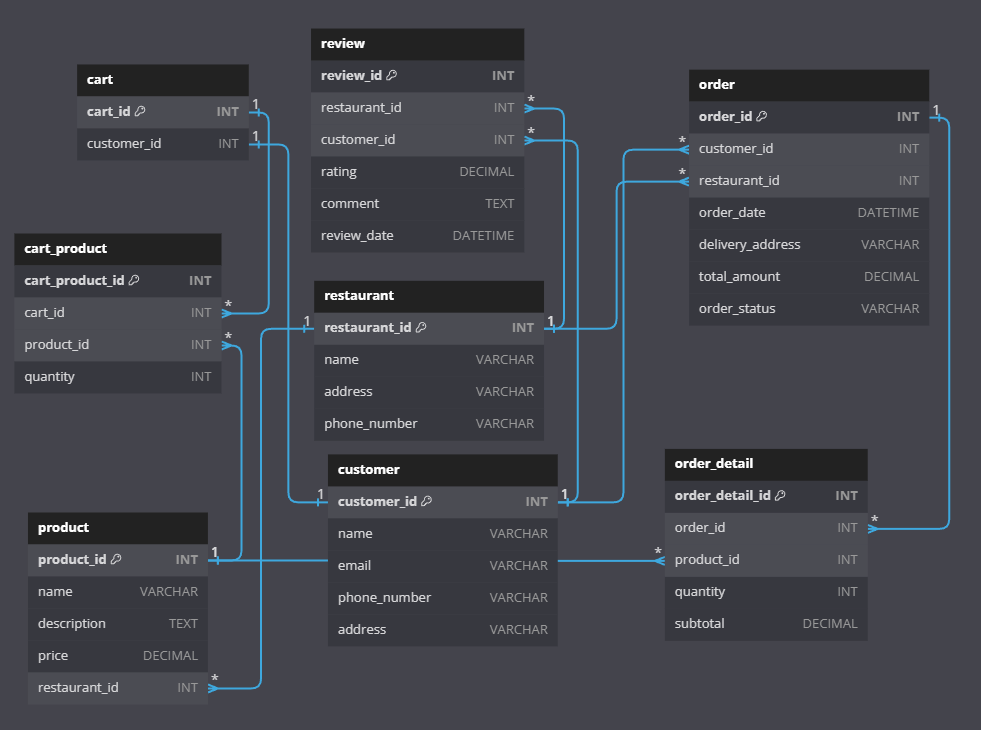 cart
cart_id INT
customer_id INT
review
review_id INT
restaurant_id INT
customer_id INT
rating DECIMAL
comment TEXT
review_date DATETIME
order
order_id INT
customer_id INT
restaurant_id INT
order_date DATETIME
delivery_address VARCHAR
total_amount DECIMAL
order_status VARCHAR
cart_product
cart_product_id INT
cart_id INT
product_id INT
quantity INT
restaurant
restaurant_id INT
name VARCHAR
address VARCHAR
phone_number VARCHAR
customer
customer_id INT
name VARCHAR
email VARCHAR
phone_number VARCHAR
address VARCHAR
order_detail
order_detail_id INT
order_id INT
product_id INT
quantity INT
subtotal DECIMAL
product
product_id INT
name VARCHAR
description TEXT
price DECIMAL
restaurant_id INT
1
1
*
*
*
*
1
*
*
1
1
1
1
*
*
1
*